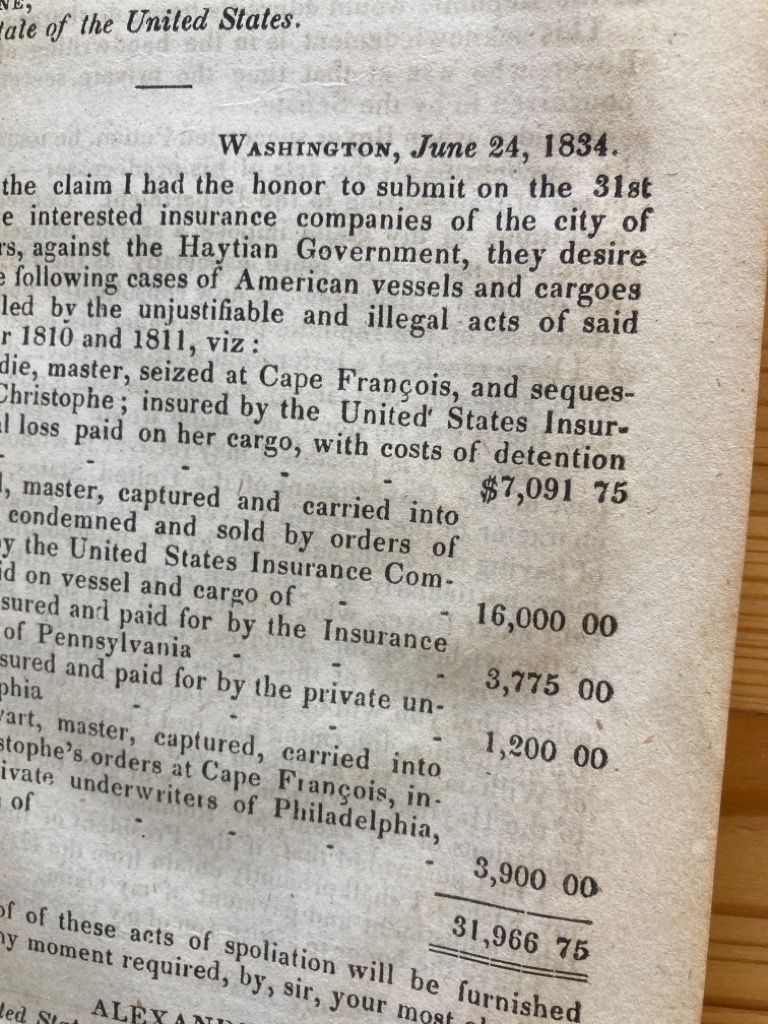 NE,
ate of the United States.
WASHINGTON, June 24, 1834.
the claim I had the honor to submit on the 31st
e interested insurance companies of the city of
rs, against the Haytian Government, they desire
e following cases of American vessels and cargoes
led by the unjustifiable and illegal acts of said
r 1810 and 1811, viz:
die, master, seized at Cape François, and seques-
Christophe; insured by the United States Insur-
l loss paid on her cargo, with costs of detention
- - - - - $7,091 75
l, master, captured and carried into
condemned and sold by orders of
y the United States Insurance Com-
id on vessel and cargo of - - 16,000 00
sured and paid for by the Insurance
of Pennsylvania - - - 3,775 00
sured and paid for by the private un-
phia - - - - 1,200 00
art, master, captured, carried into
stophe's orders at Cape François, in-
ivate underwriters of Philadelphia,
of - - - - 3,900 00
31,966 75
of of these acts of spoliation will be furnished
ny moment required, by, sir, your most